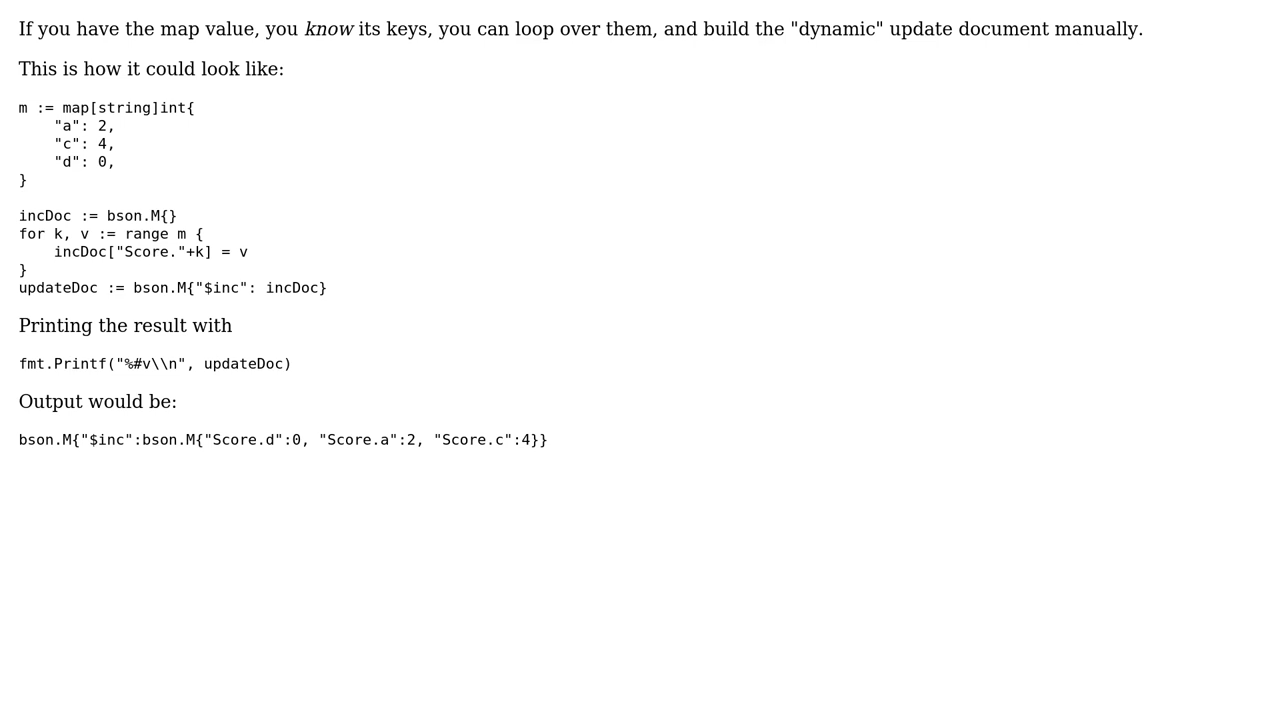 If you have the map value, you know its keys, you can loop over them, and build the "dynamic" update document manually.
This is how it could look like:
m := map[string]int{
    "a": 2,
    "c": 4,
    "d": 0,
}
incDoc := bson.M{}
for k, v := range m {
    incDoc["Score."+k] = v
}
updateDoc := bson.M{"$inc": incDoc}
Printing the result with
fmt.Printf("%#v\\n", updateDoc)
Output would be:
bson.M{"$inc":bson.M{"Score.d":0, "Score.a":2, "Score.c":4}}